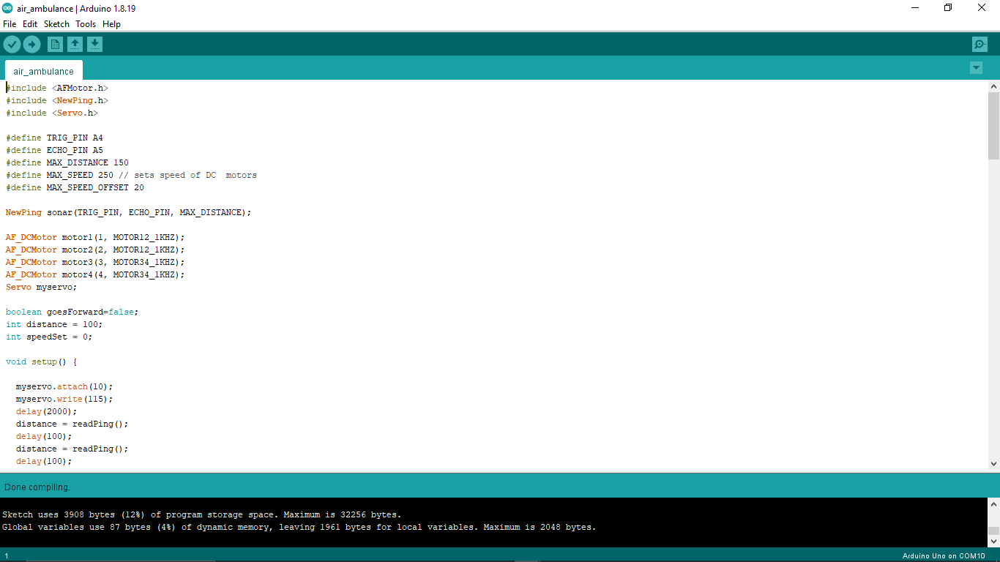 air_ambulance | Arduino 1.8.19
File Edit Sketch Tools Help
air_ambulance
#include <AFMotor.h>
#include <NewPing.h>
#include <Servo.h>
#define TRIG_PIN A4
#define ECHO_PIN A5
#define MAX_DISTANCE 150
#define MAX_SPEED 250 // sets speed of DC  motors
#define MAX_SPEED_OFFSET 20
NewPing sonar(TRIG_PIN, ECHO_PIN, MAX_DISTANCE);
AF_DCMotor motor1(1, MOTOR12_1KHZ);
AF_DCMotor motor2(2, MOTOR12_1KHZ);
AF_DCMotor motor3(3, MOTOR34_1KHZ);
AF_DCMotor motor4(4, MOTOR34_1KHZ);
Servo myservo;
boolean goesForward=false;
int distance = 100;
int speedSet = 0;
void setup() {
  myservo.attach(10);
  myservo.write(115);
  delay(2000);
  distance = readPing();
  delay(100);
  distance = readPing();
  delay(100);
Done compiling.
Sketch uses 3908 bytes (12%) of program storage space. Maximum is 32256 bytes.
Global variables use 87 bytes (4%) of dynamic memory, leaving 1961 bytes for local variables. Maximum is 2048 bytes.
1
Arduino Uno on COM10